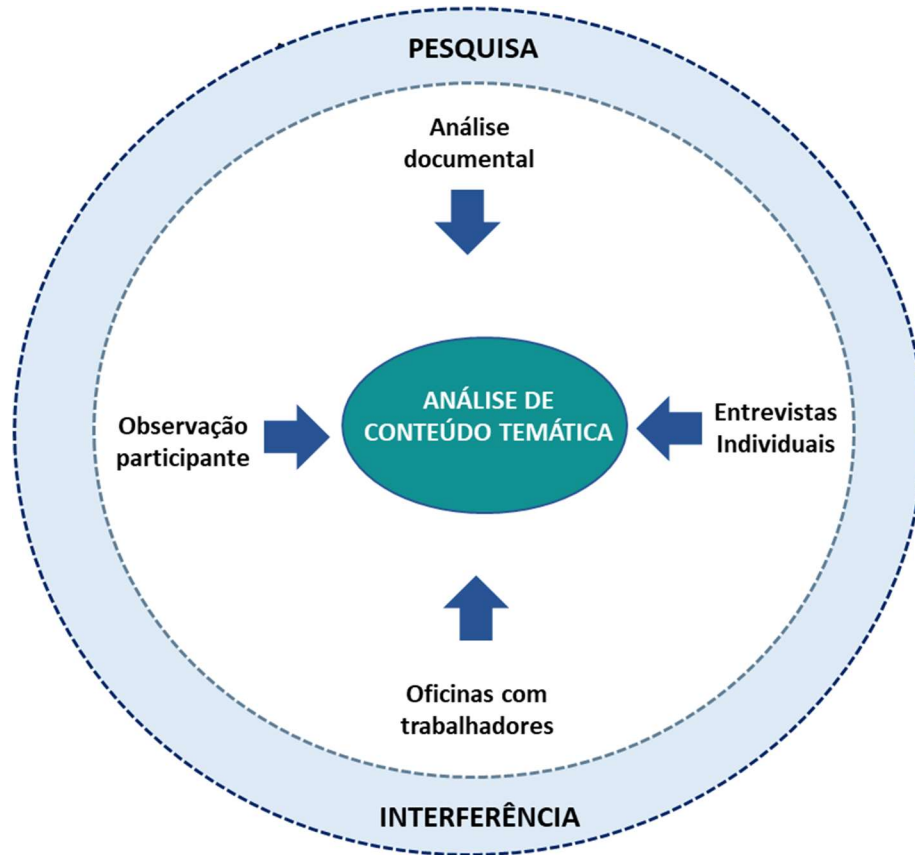 PESQUISA
Análise
documental
ANÁLISE DE
CONTEÚDO TEMÁTICA
Observação
participante
Entrevistas
Individuais
Oficinas com
trabalhadores
INTERFERÊNCIA